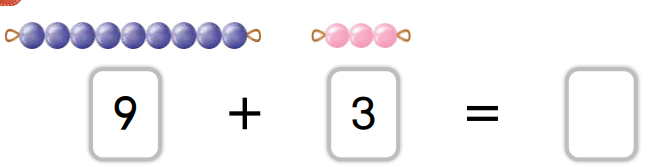 9 + 3 =